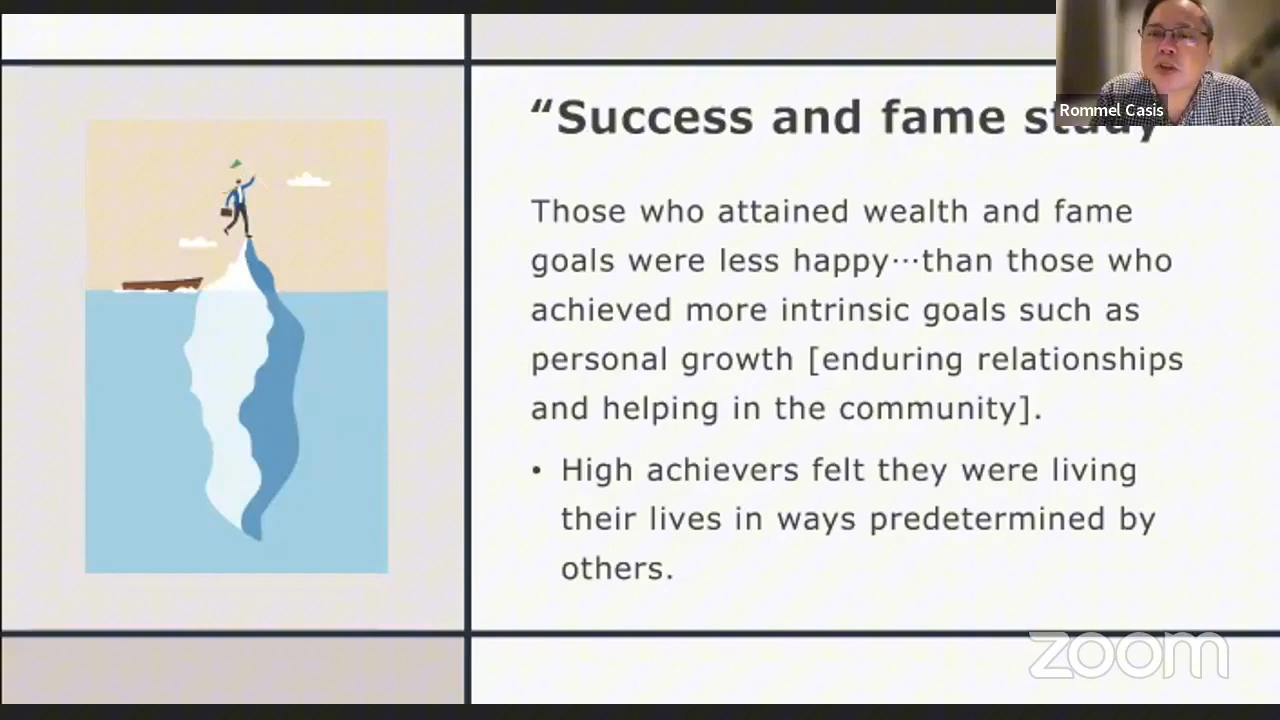 “Success and fame study
Rommel Casis
Those who attained wealth and fame
goals were less happy⋯than those who
achieved more intrinsic goals such as
personal growth [enduring relationships
and helping in the community].
• High achievers felt they were living
their lives in ways predetermined by
others.
zoom